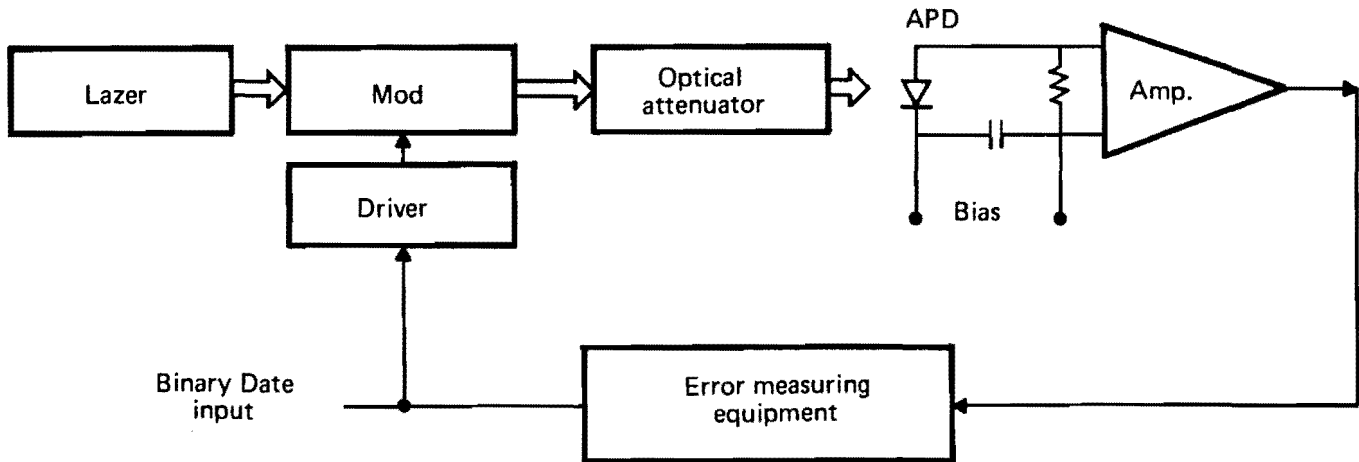 APD
Lazer
Mod
Optical
attenuator
Amp.
Driver
Bias
Binary Date
input
Error measuring
equipment